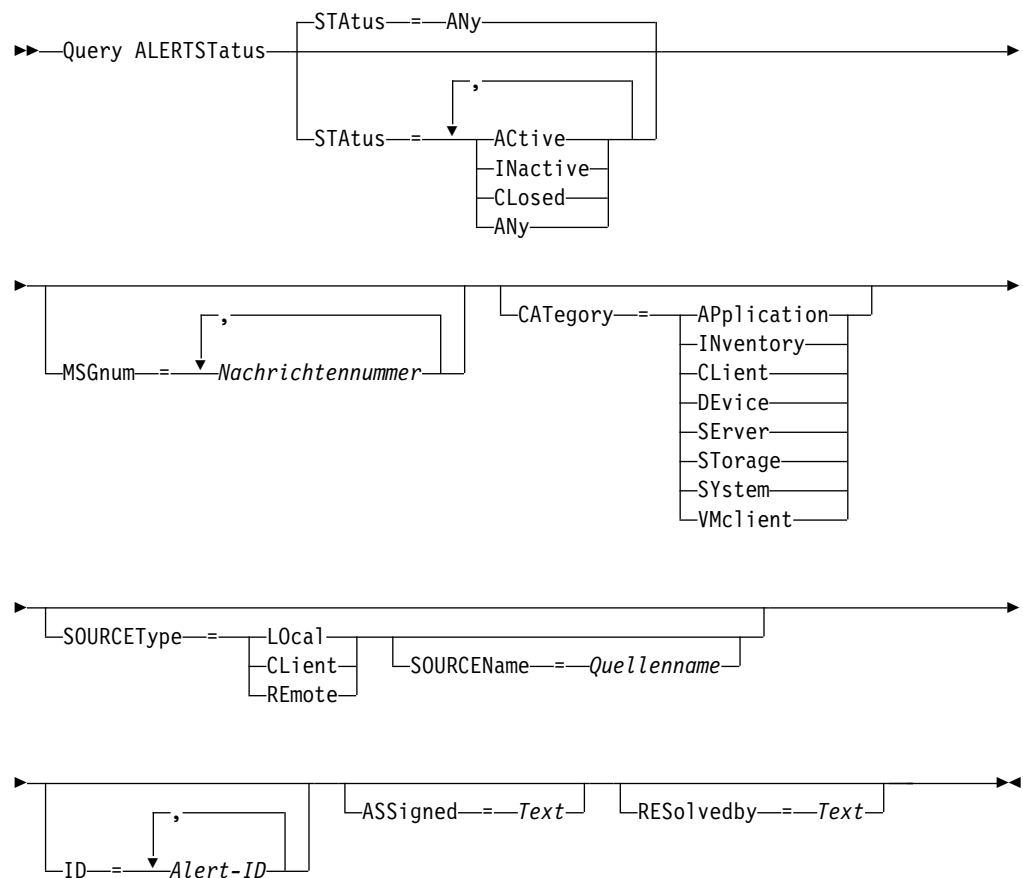 STAtus = ANy
Query ALERTSTatus
,
STAtus = ACtive
INactive
CLosed
ANy
,
MSGnum = Nachrichtennummer
CATegory = APplication
INventory
CLient
DEvice
SErver
STorage
SYstem
VMclient
SOURCEType = LOcal
CLient
REmote
SOURCEName = Quellenname
,
ID = Alert-ID
ASSigned = Text
RESolvedby = Text